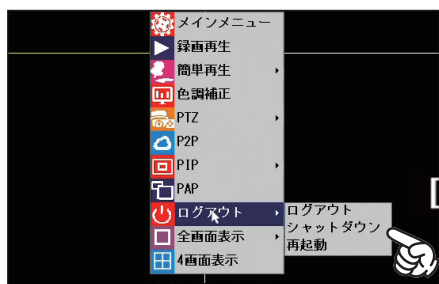 メインメニュー
録画再生
簡単再生
色調補正
PTZ
P2P
PIP
PAP
ログアウト
全画面表示
4画面表示
ログアウト
シャットダウン
再起動